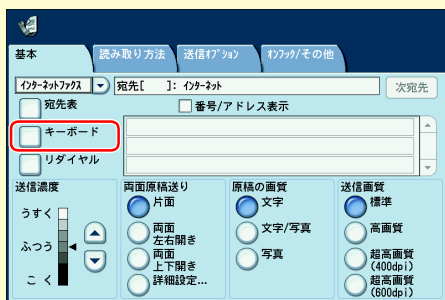 基本
読み取り方法
送信ｵﾌﾟｼｮﾝ
ｵﾝﾌｯｸ/その他
ｲﾝﾀｰﾈｯﾄﾌｧｸｽ
宛先[ ]: ｲﾝﾀｰﾈｯﾄ
次宛先
宛先表
番号/アドレス表示
キーボード
リダイヤル
送信濃度
うすく
ふつう
こく
両面原稿送り
片面
両面
左右開き
両面
上下開き
詳細設定...
原稿の画質
文字
文字/写真
写真
送信画質
標準
高画質
超高画質
(400dpi)
超高画質
(600dpi)